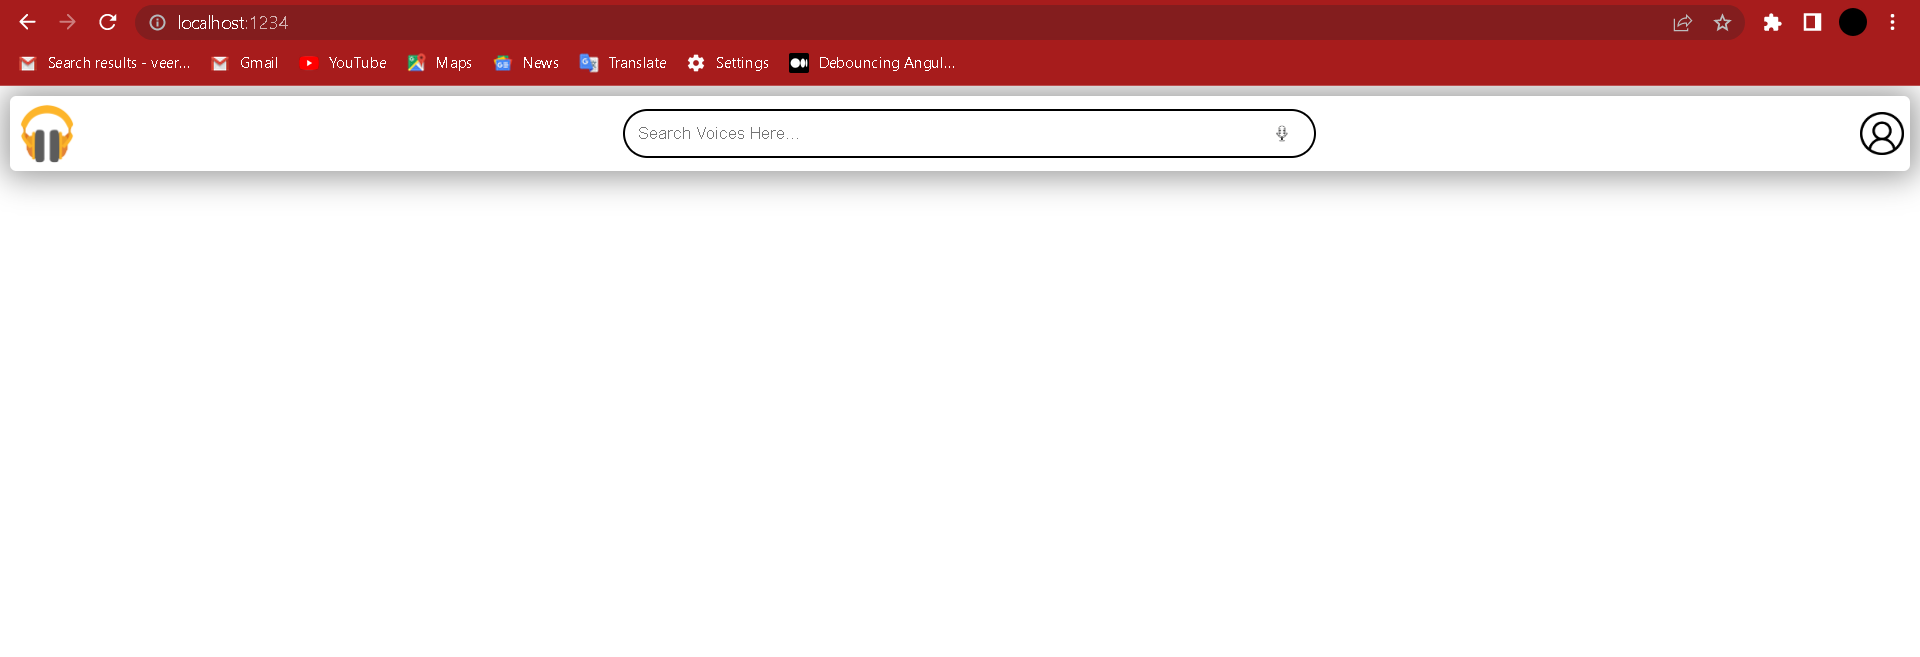 localhost:1234
Search results - veer... Gmail YouTube Maps News Translate Settings Debouncing Angul...
Search Voices Here...